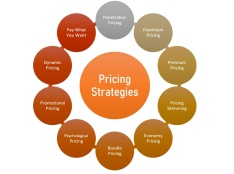 Penetration
Pricing
Freemium
Pricing
Premium
Pricing
Pricing
Skimming
Economy
Pricing
Bundle
Pricing
Psychological
Pricing
Promotional
Pricing
Dynamic
Pricing
Pay What
You Want
Pricing
Strategies